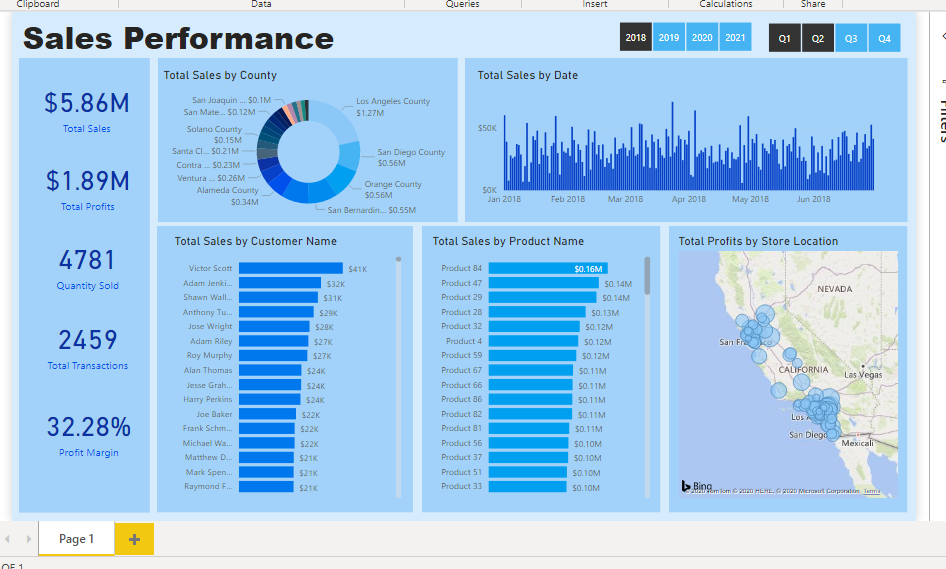 Clipboard Data Queries Insert Calculations Share
Sales Performance
2018 2019 2020 2021 Q1 Q2 Q3 Q4
Filters
$5.86M
Total Sales
$1.89M
Total Profits
4781
Quantity Sold
2459
Total Transactions
32.28%
Profit Margin
Total Sales by County
San Joaquin ... $0.1M
San Mate... $0.12M
Solano County
$0.15M
Santa Cl... $0.21M
Contra ... $0.23M
Ventura ... $0.26M
Alameda County
$0.34M
Los Angeles County
$1.27M
San Diego County
$0.56M
Orange County
$0.56M
San Bernardin... $0.55M
Total Sales by Date
$50K
$0K
Jan 2018 Feb 2018 Mar 2018 Apr 2018 May 2018 Jun 2018
Total Sales by Customer Name
Victor Scott $41K
Adam Jenki... $32K
Shawn Wall... $31K
Anthony Tu... $29K
Jose Wright $28K
Adam Riley $27K
Roy Murphy $27K
Alan Thomas $24K
Jesse Grah... $24K
Harry Perkins $24K
Joe Baker $22K
Frank Schm... $22K
Michael Wa... $22K
Matthew D... $21K
Mark Spen... $21K
Raymond F... $21K
Total Sales by Product Name
Product 84 $0.16M
Product 47 $0.14M
Product 29 $0.14M
Product 28 $0.13M
Product 32 $0.12M
Product 4 $0.12M
Product 59 $0.12M
Product 67 $0.11M
Product 66 $0.11M
Product 86 $0.11M
Product 82 $0.11M
Product 81 $0.11M
Product 56 $0.10M
Product 37 $0.10M
Product 51 $0.10M
Product 33 $0.10M
Total Profits by Store Location
NEVADA
San Fra
CALIFORNIA
Las Vegas
Los A
San Diego
Mexicali
Bing
© 2020 TomTom © 2020 HERE, © 2020 Microsoft Corporation Terms
Page 1 +
OF 1